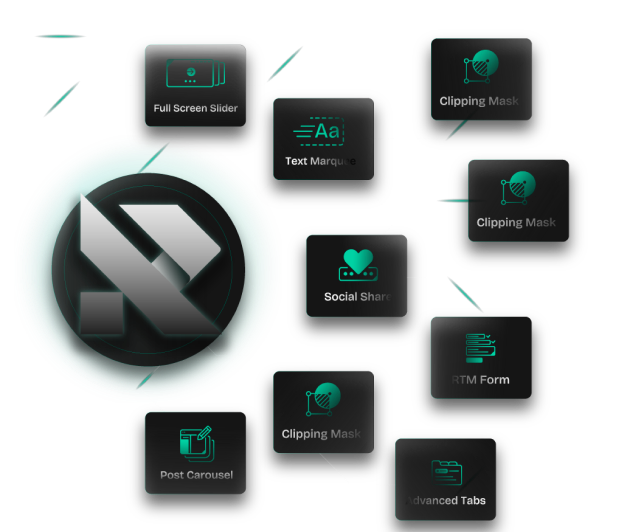 Full Screen Slider
Clipping Mask
Aa
Text Marquee
Clipping Mask
Social Share
RTM Form
Clipping Mask
Post Carousel
Advanced Tabs